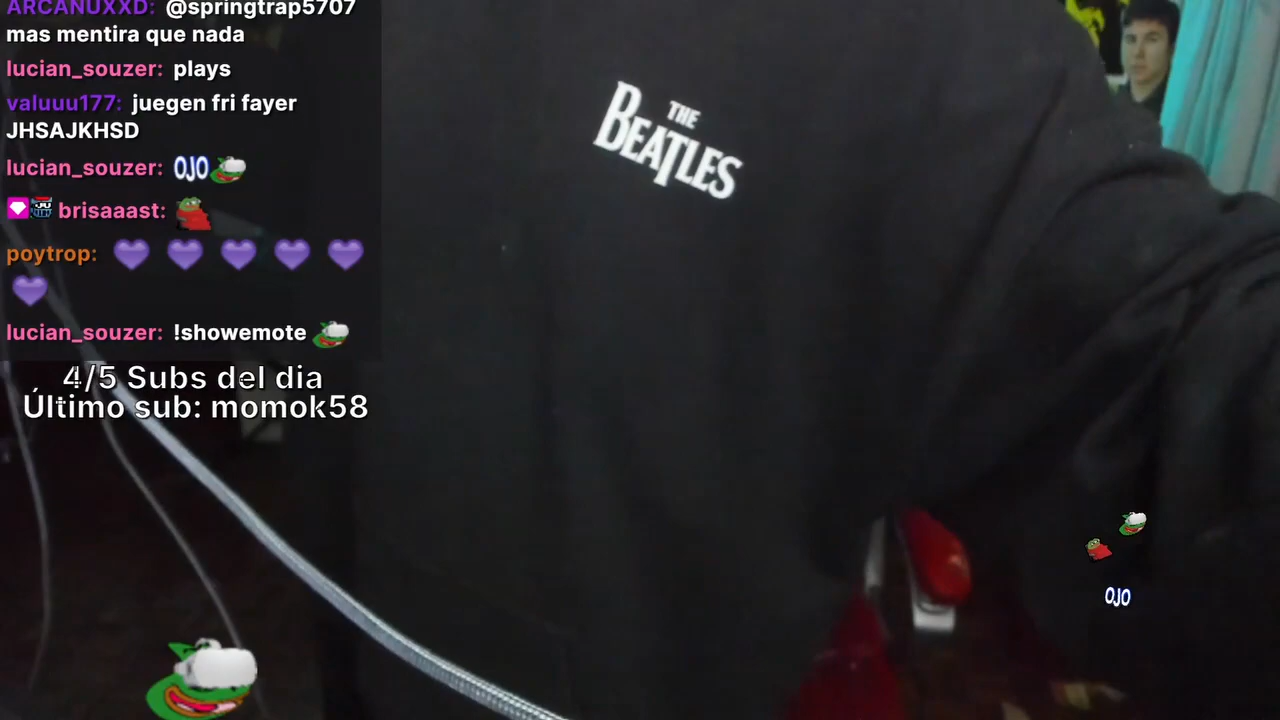 ARCANUXXD: @springtrap5707
mas mentira que nada
lucian_souzer: plays
valuuu177: juegen fri fayer
JHSAJKHSD
lucian_souzer: OJO
brisaaast:
poytrop:
lucian_souzer: !showemote
4/5 Subs del dia
Último sub: momok58
THE
BEATLES
OJO